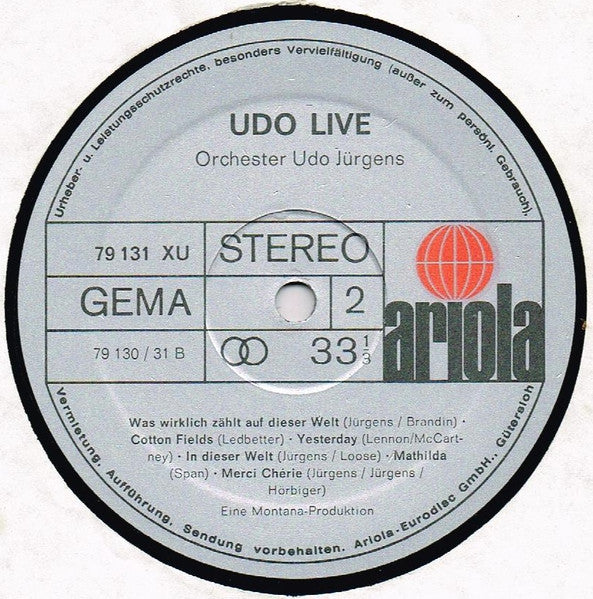 Urheber- u. Leistungsschutzrechte, besonders Vervielfältigung (außer zum persönl. Gebrauch),
UDO LIVE
Orchester Udo Jürgens
79 131 XU
STEREO
GEMA
2
ariola
79 130 / 31 B
33 1/3
Was wirklich zählt auf dieser Welt (Jürgens / Brandin) ·
Cotton Fields (Ledbetter) · Yesterday (Lennon/McCart-
ney) · In dieser Welt (Jürgens / Loose) · Mathilda
(Span) · Merci Chérie (Jürgens / Jürgens /
Hörbiger)
Eine Montana-Produktion
Vermietung, Aufführung, Sendung vorbehalten. Ariola-Eurodisc GmbH., Gütersloh